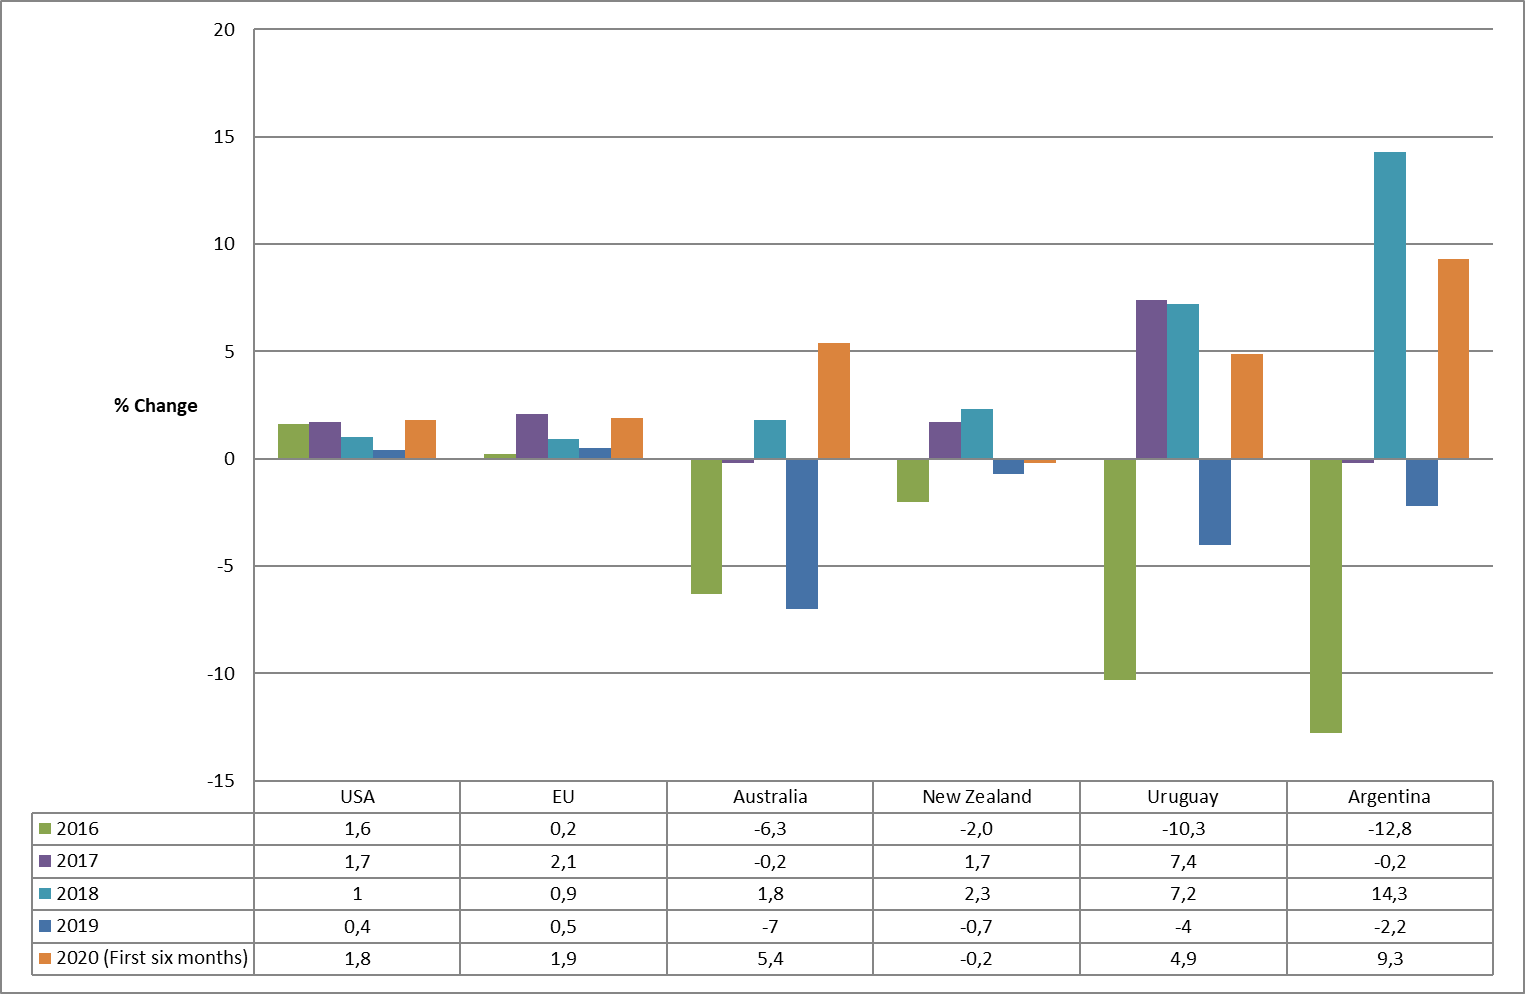 20
15
10
5
% Change
0
-5
-10
-15
USA EU Australia New Zealand Uruguay Argentina
2016 1,6 0,2 -6,3 -2,0 -10,3 -12,8
2017 1,7 2,1 -0,2 1,7 7,4 -0,2
2018 1 0,9 1,8 2,3 7,2 14,3
2019 0,4 0,5 -7 -0,7 -4 -2,2
2020 (First six months) 1,8 1,9 5,4 -0,2 4,9 9,3